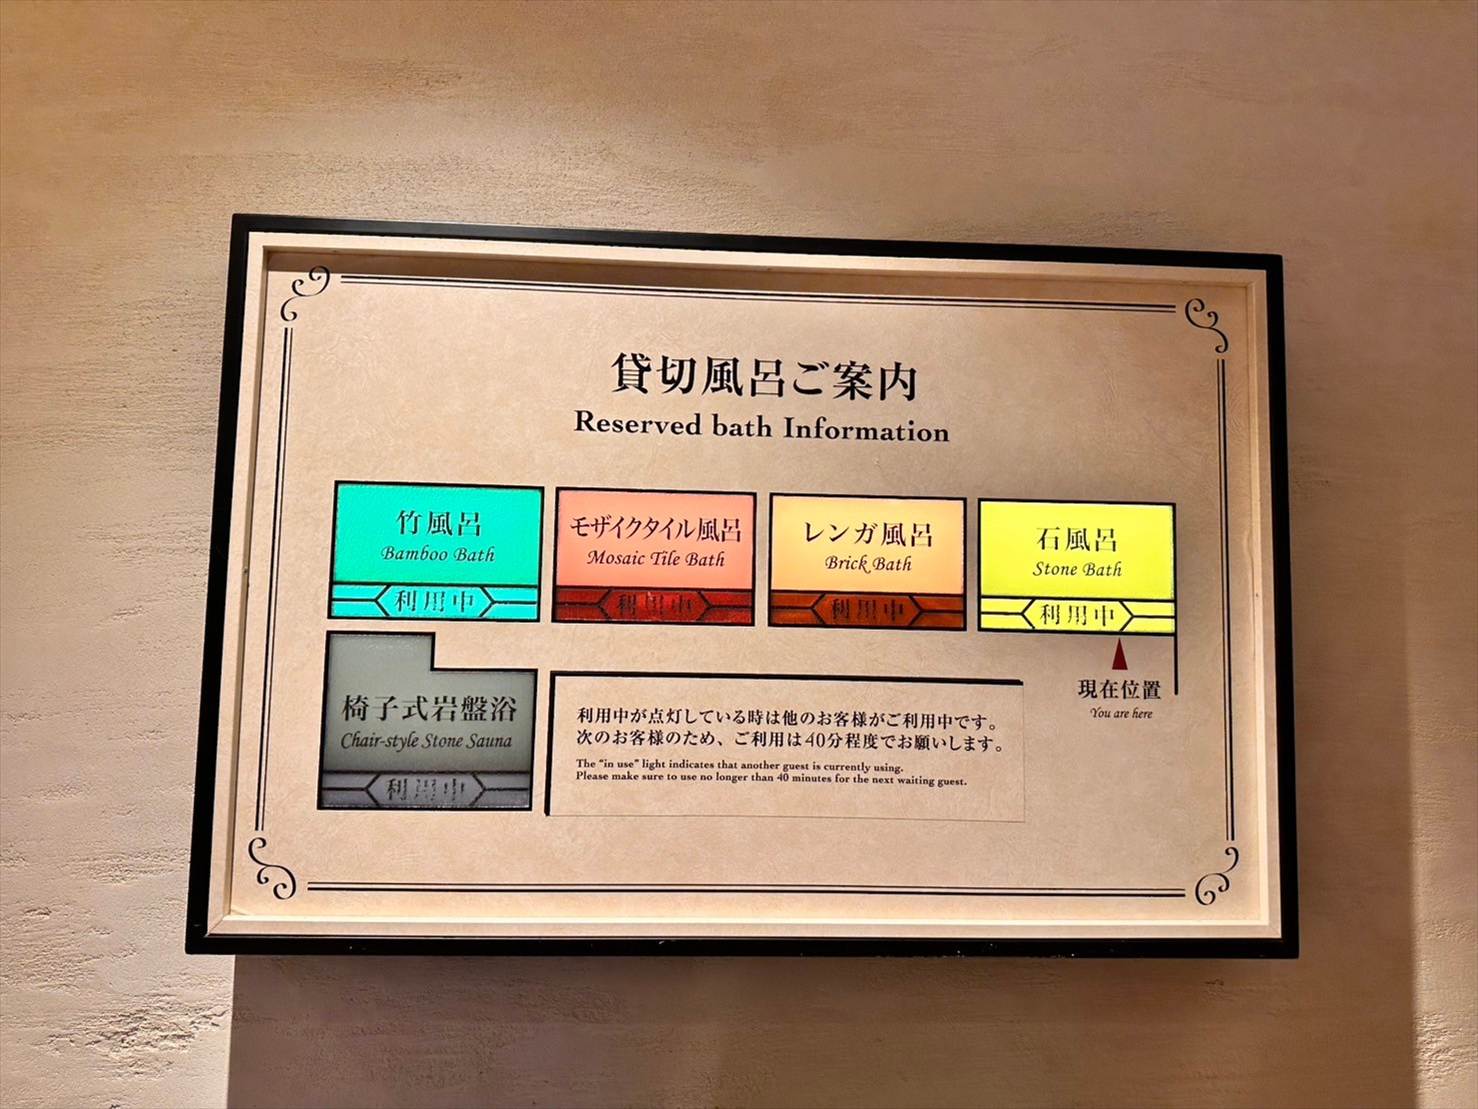 貸切風呂ご案内
Reserved bath Information
竹風呂
Bamboo Bath
利用中
モザイクタイル風呂
Mosaic Tile Bath
利用中
レンガ風呂
Brick Bath
利用中
石風呂
Stone Bath
利用中
現在位置
You are here
椅子式岩盤浴
Chair-style Stone Sauna
利用中
利用中が点灯している時は他のお客様がご利用中です。
次のお客様のため、ご利用は40分程度でお願いします。
The “in use” light indicates that another guest is currently using.
Please make sure to use no longer than 40 minutes for the next waiting guest.